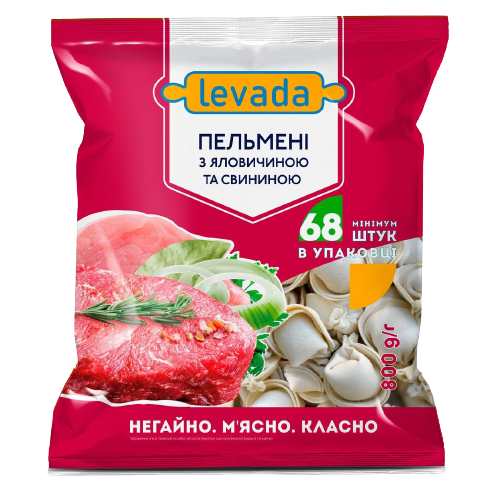 levada
ПЕЛЬМЕНІ
З ЯЛОВИЧИНОЮ
ТА СВИНИНОЮ
68 МІНІМУМ
ШТУК
В УПАКОВЦІ
800 g/г
НЕГАЙНО. М'ЯСНО. КЛАСНО